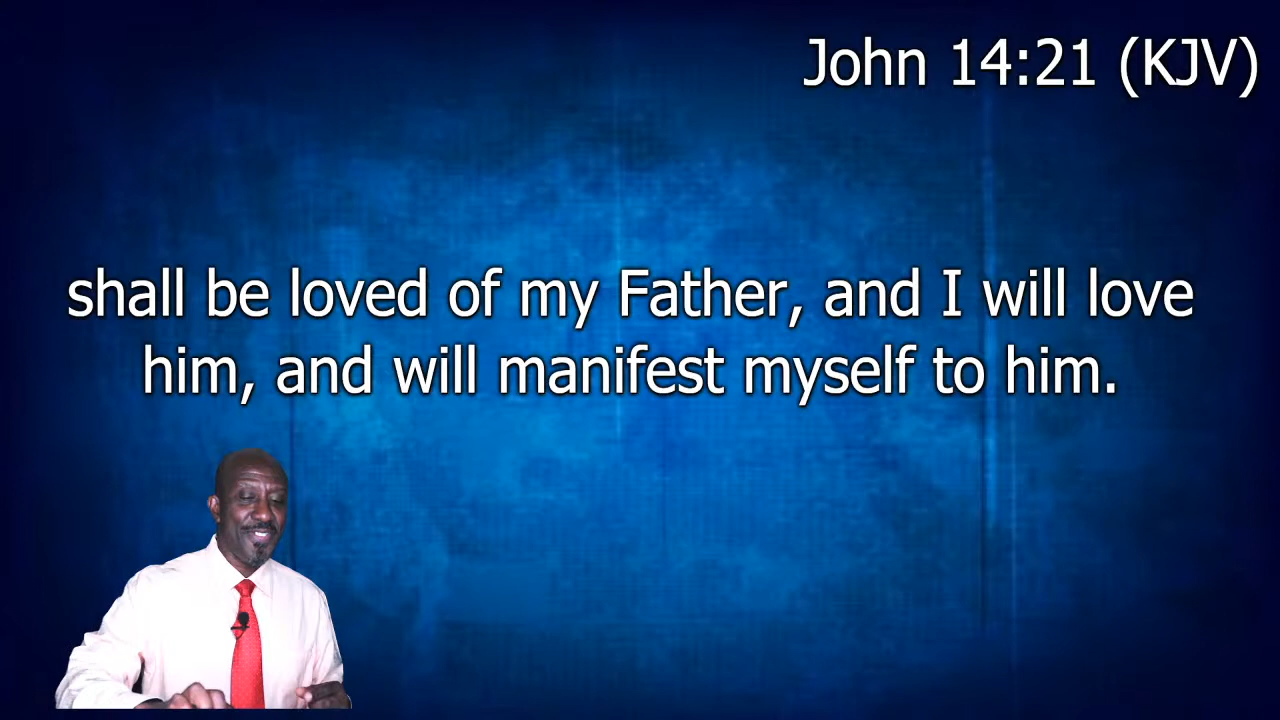 John 14:21 (KJV)
shall be loved of my Father, and I will love
him, and will manifest myself to him.